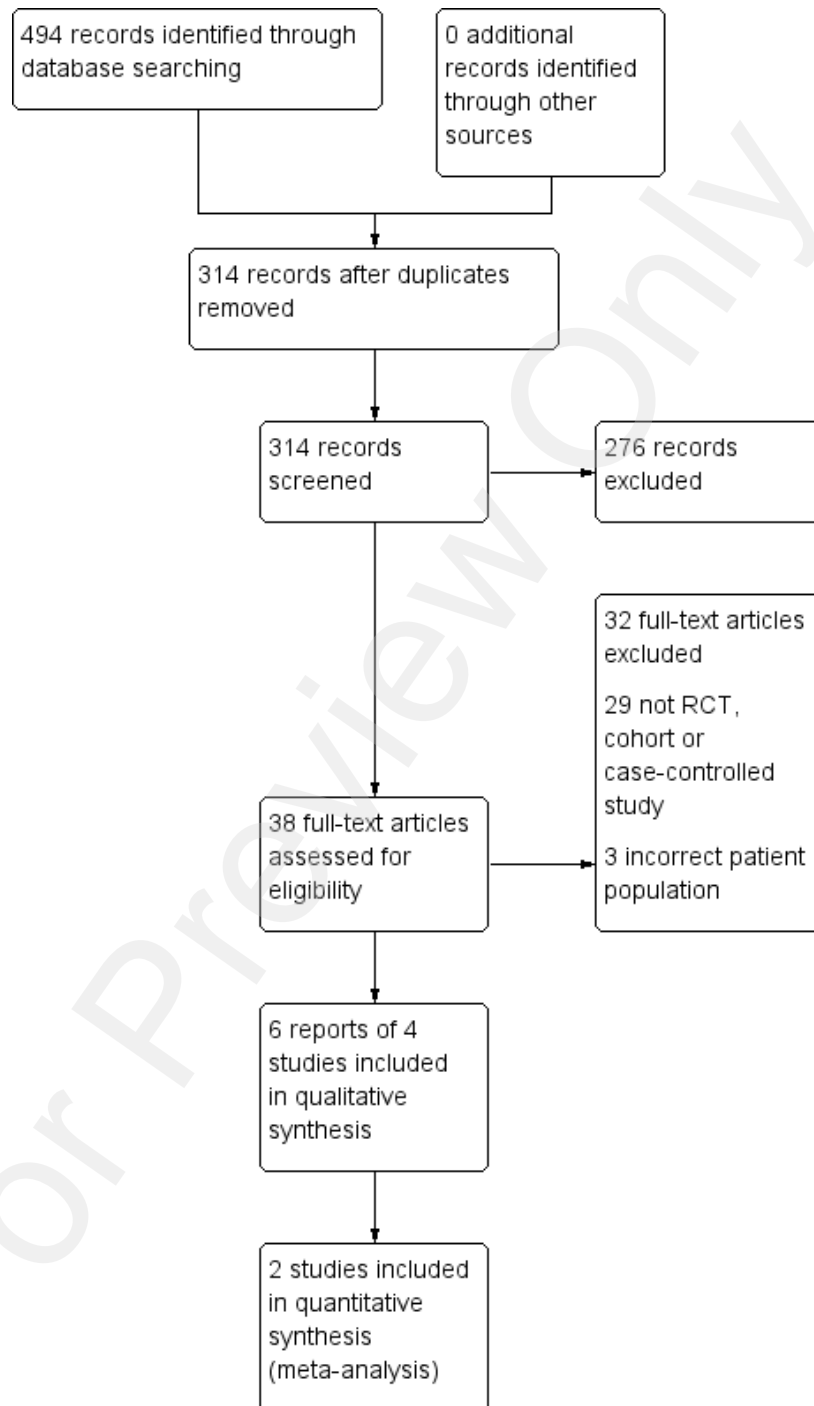 494 records identified through
database searching
0 additional
records identified
through other
sources
314 records after duplicates
removed
314 records
screened
276 records
excluded
32 full-text articles
excluded
29 not RCT,
cohort or
case-controlled
study
3 incorrect patient
population
38 full-text articles
assessed for
eligibility
6 reports of 4
studies included
in qualitative
synthesis
2 studies included
in quantitative
synthesis
(meta-analysis)
or Preview Only